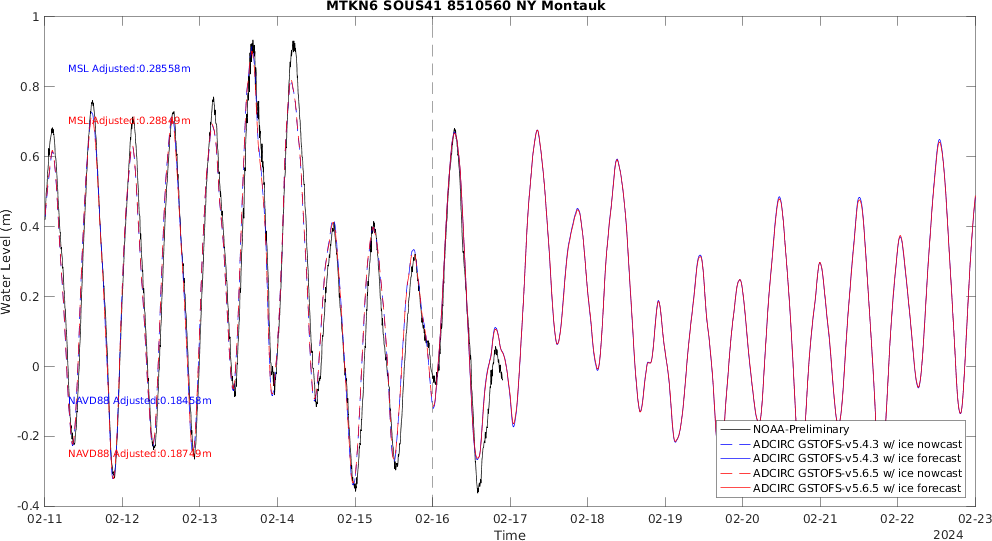 MTKN6 SOUS41 8510560 NY Montauk
Water Level (m)
1
0.8
0.6
0.4
0.2
0
-0.2
-0.4
MSL Adjusted:0.28558m
MSL Adjusted:0.28849m
NAVD88 Adjusted:0.18458m
NAVD88 Adjusted:0.18749m
NOAA-Preliminary
ADCIRC GSTOFS-v5.4.3 w/ ice nowcast
ADCIRC GSTOFS-v5.4.3 w/ ice forecast
ADCIRC GSTOFS-v5.6.5 w/ ice nowcast
ADCIRC GSTOFS-v5.6.5 w/ ice forecast
02-11 02-12 02-13 02-14 02-15 02-16 02-17 02-18 02-19 02-20 02-21 02-22 02-23
Time
2024